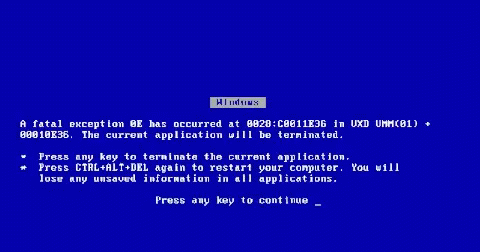 Windows
A fatal exception 0E has occurred at 0028:C0011E36 in VXD VMM(01) +
00010E36. The current application will be terminated.
* Press any key to terminate the current application.
* Press CTRL+ALT+DEL again to restart your computer. You will
lose any unsaved information in all applications.
Press any key to continue _